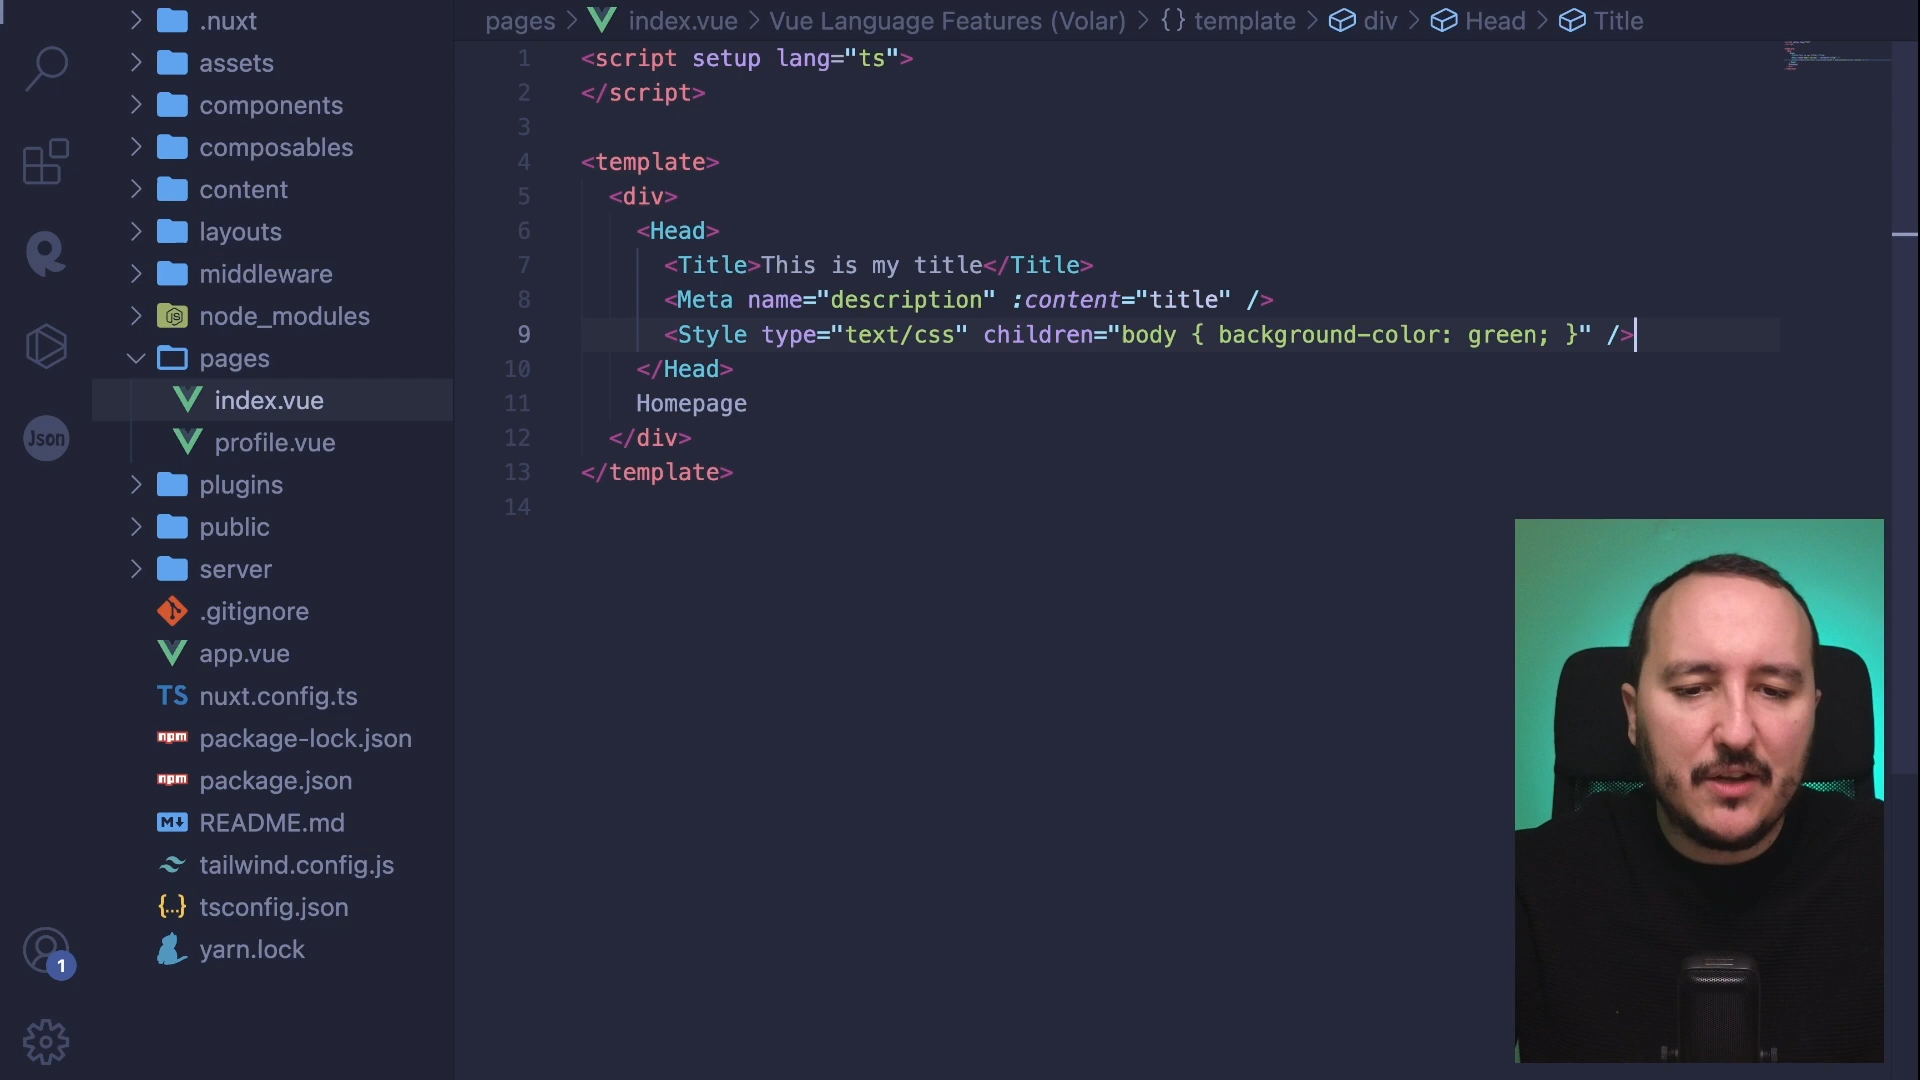 .nuxt
assets
components
composables
content
layouts
middleware
node_modules
pages
index.vue
profile.vue
plugins
public
server
.gitignore
app.vue
TS nuxt.config.ts
npm package-lock.json
npm package.json
M↓ README.md
tailwind.config.js
{..} tsconfig.json
yarn.lock
Json
1
pages > index.vue > Vue Language Features (Volar) > {} template > div > Head > Title
1 <script setup lang="ts">
2 </script>
3
4 <template>
5 <div>
6 <Head>
7 <Title>This is my title</Title>
8 <Meta name="description" :content="title" />
9 <Style type="text/css" children="body { background-color: green; }" />
10 </Head>
11 Homepage
12 </div>
13 </template>
14